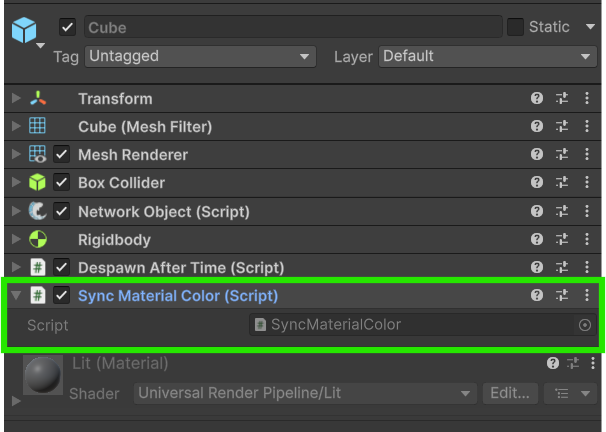 Cube
Static
Tag Untagged Layer Default
Transform
Cube (Mesh Filter)
Mesh Renderer
Box Collider
Network Object (Script)
Rigidbody
Despawn After Time (Script)
# Sync Material Color (Script)
Script # SyncMaterialColor
Lit (Material)
Shader Universal Render Pipeline/Lit Edit...